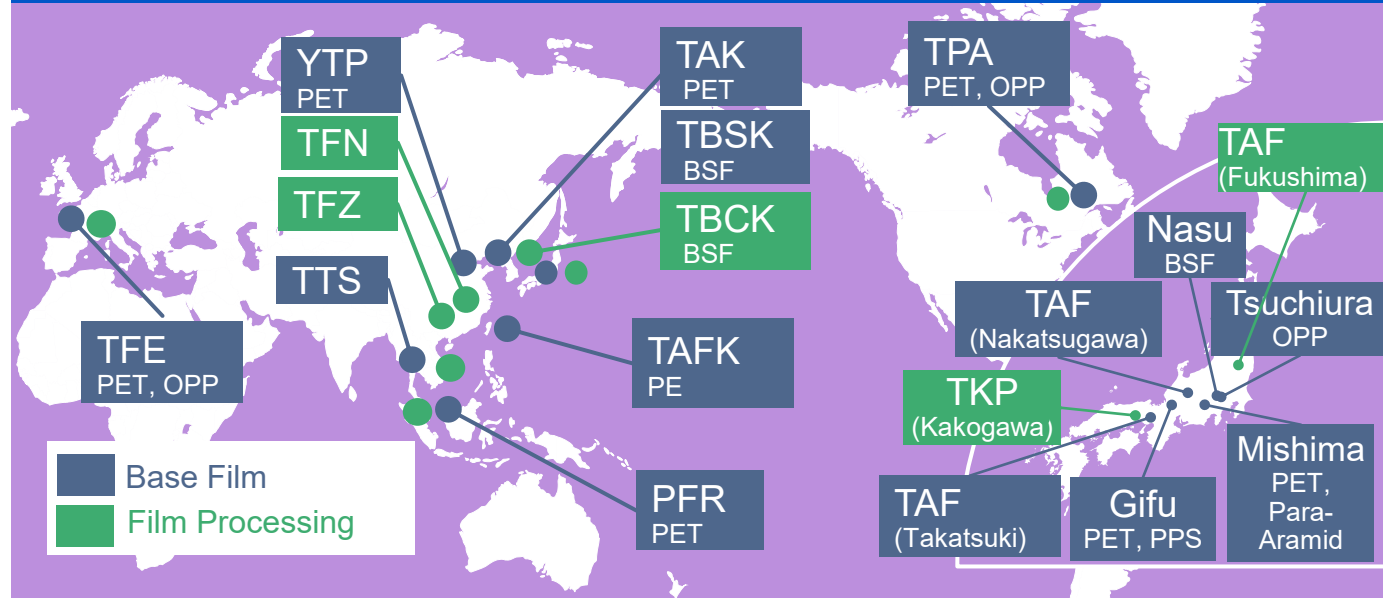 YTP
PET
TFN
TFZ
TTS
TFE
PET, OPP
Base Film
Film Processing
TAK
PET
TBSK
BSF
TBCK
BSF
TAFK
PE
PFR
PET
TPA
PET, OPP
TAF
(Fukushima)
Nasu
BSF
Tsuchiura
OPP
TAF
(Nakatsugawa)
TKP
(Kakogawa)
TAF
(Takatsuki)
Gifu
PET, PPS
Mishima
PET,
Para-
Aramid